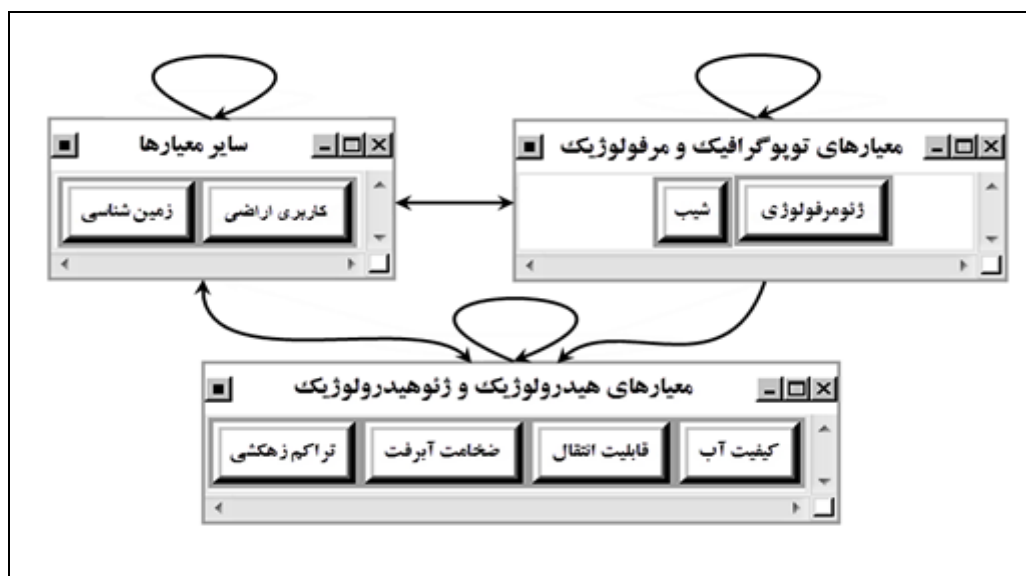 معیارهای توپوگرافیک و مرفولوژیک
ژئومرفولوژی
شیب
سایر معیارها
کاربری اراضی
زمین شناسی
معیارهای هیدرولوژیک و ژئوهیدرولوژیک
کیفیت آب
قابلیت انتقال
ضخامت آبرفت
تراکم زهکشی